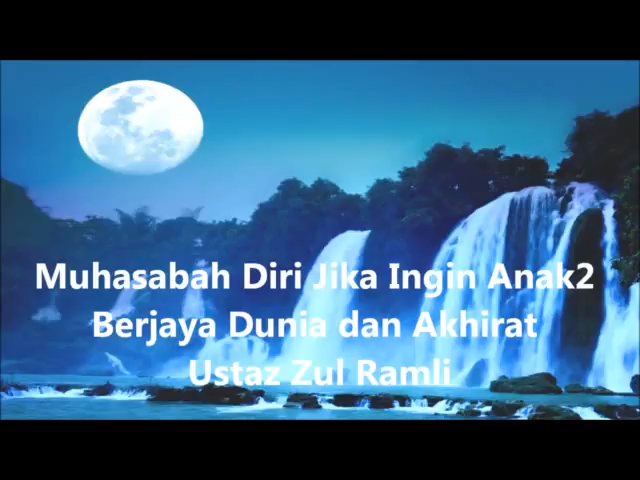 Muhasabah Diri Jika Ingin Anak2
Berjaya Dunia dan Akhirat
Ustaz Zul Ramli